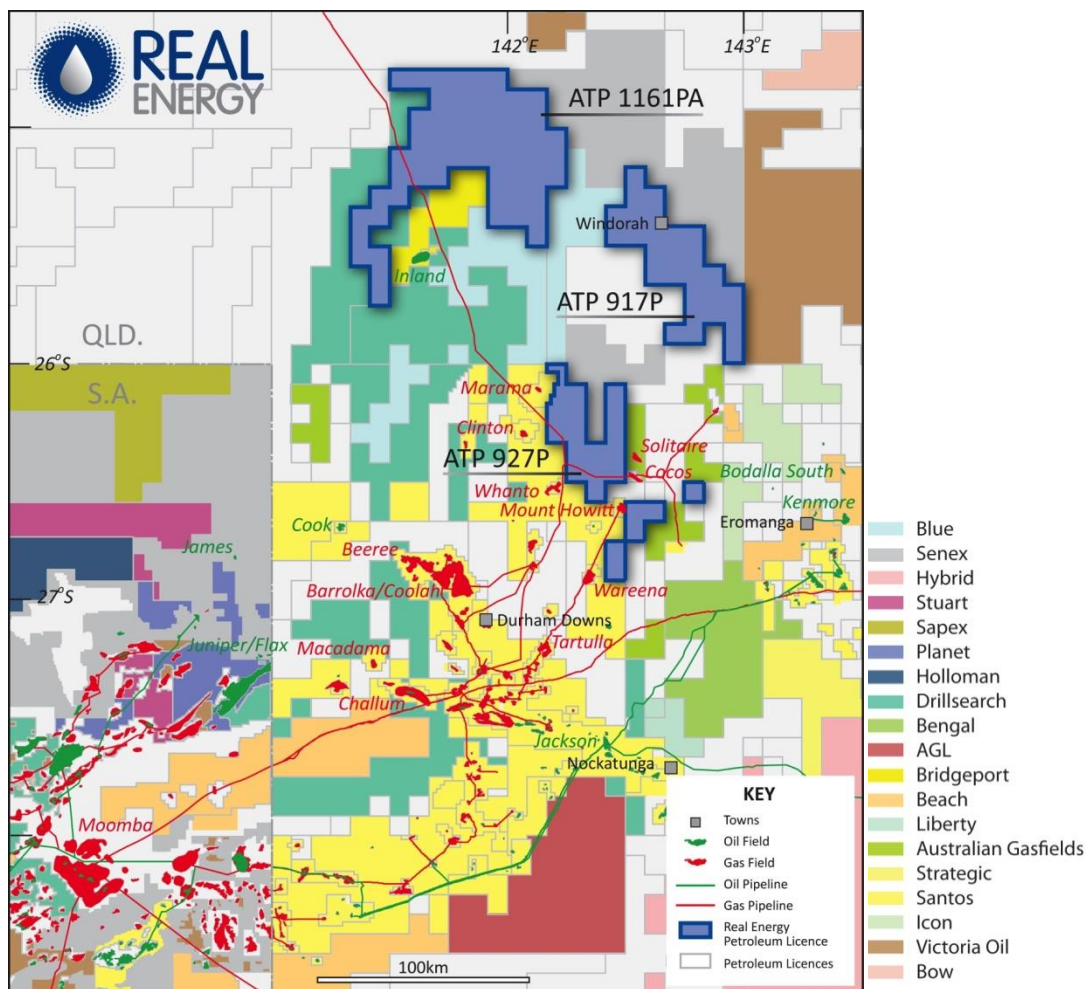 REAL
ENERGY
142°E
143°E
ATP 1161PA
Windorah
Inland
ATP 917P
QLD.
26°S
S.A.
Marama
Clinton
Solitaire
ATP 927P
Cocos
Whanto
Bodalla South
Mount Howitt
Kenmore
Cook
Eromanga
James
Beeree
Barrolka/Coolah
Wareena
27°S
Durham Downs
Juniper/Flax
Macadama
Tartulla
Challum
Jackson
Nockatunga
Moomba
100km
KEY
Towns
Oil Field
Gas Field
Oil Pipeline
Gas Pipeline
Real Energy
Petroleum Licence
Petroleum Licences
Blue
Senex
Hybrid
Stuart
Sapex
Planet
Holloman
Drillsearch
Bengal
AGL
Bridgeport
Beach
Liberty
Australian Gasfields
Strategic
Santos
Icon
Victoria Oil
Bow